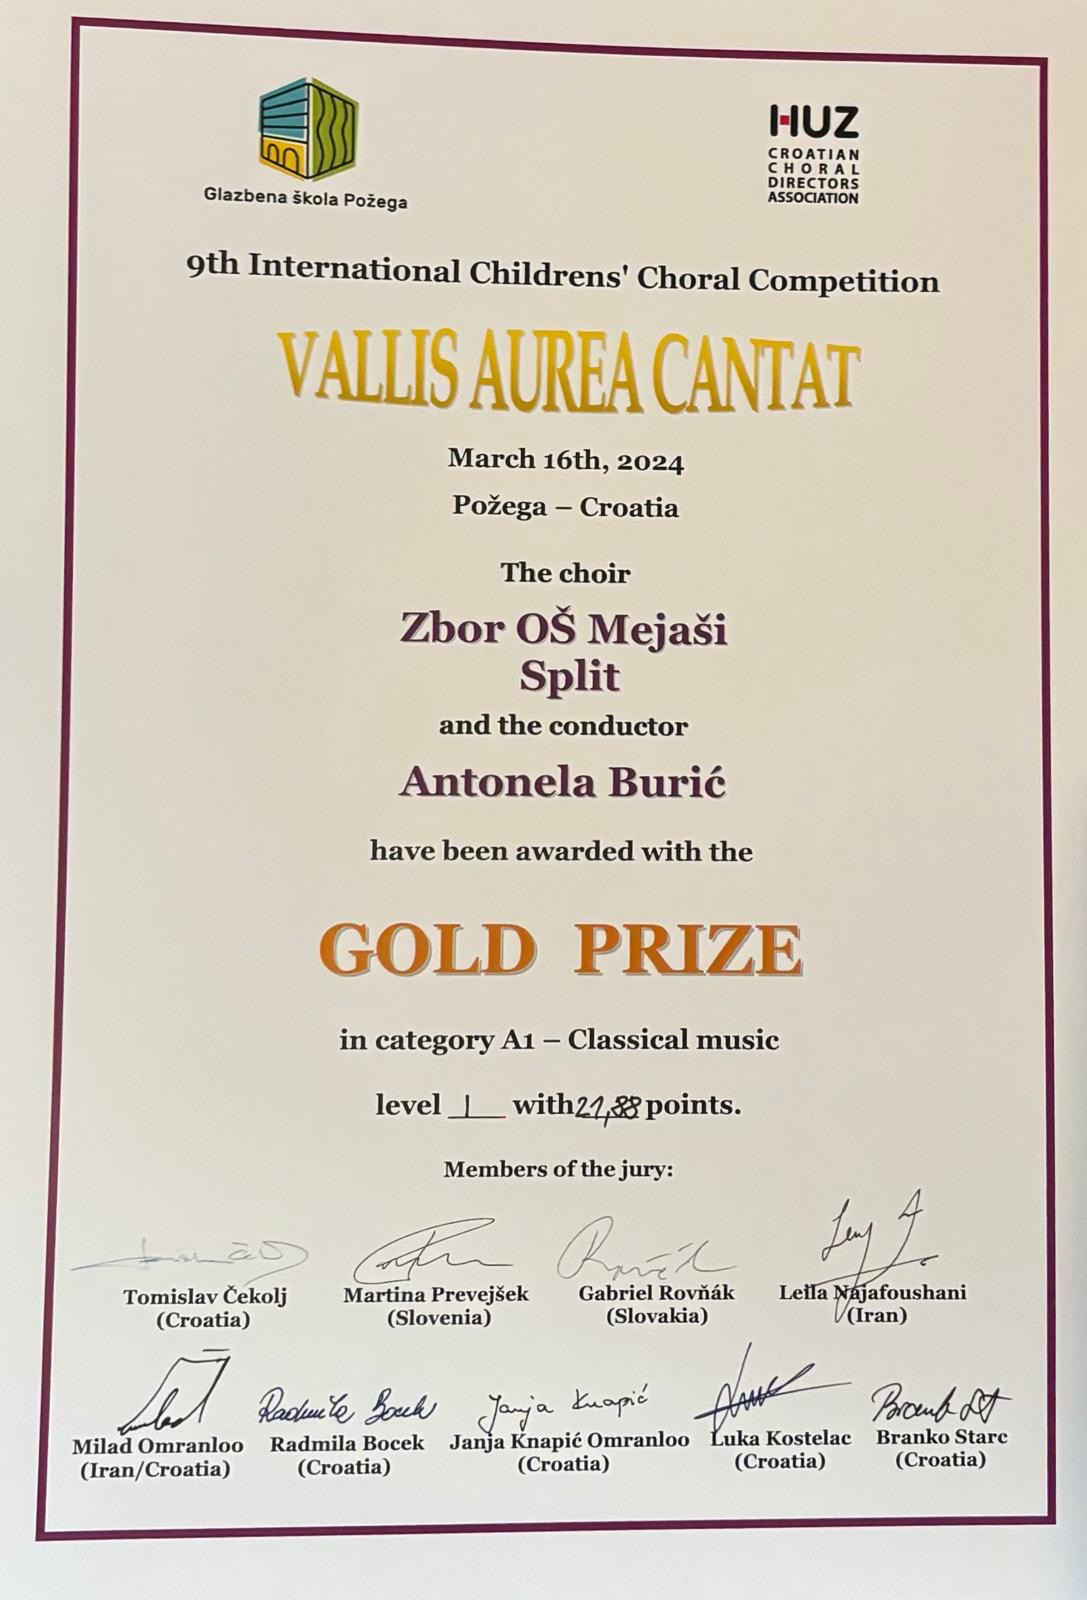 Glazbena škola Požega
HUZ
CROATIAN
CHORAL
DIRECTORS
ASSOCIATION
9th International Childrens' Choral Competition
VALLIS AUREA CANTAT
March 16th, 2024
Požega – Croatia
The choir
Zbor OŠ Mejaši
Split
and the conductor
Antonela Burić
have been awarded with the
GOLD PRIZE
in category A1 – Classical music
level I with 21,88 points.
Members of the jury:
Tomislav Čekolj Martina Prevejšek Gabriel Rovňák Leila Najafoushani
(Croatia) (Slovenia) (Slovakia) (Iran)
Radmila Bocek Janja Knapić
Milad Omranloo Radmila Bocek Janja Knapić Omranloo Luka Kostelac Branko Starc
(Iran/Croatia) (Croatia) (Croatia) (Croatia) (Croatia)